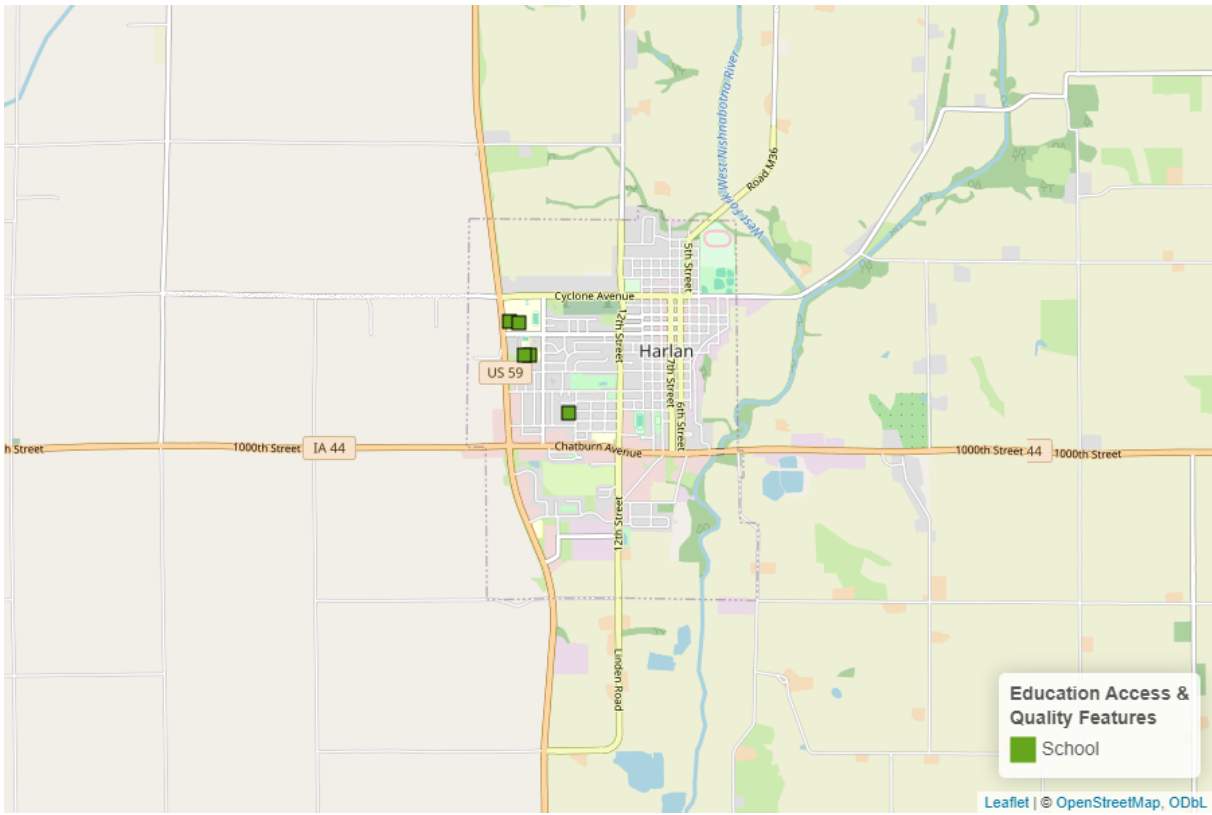 West Fork West Nishnabotna River
Road M36
5th Street
Cyclone Avenue
12th Street
Harlan
7th Street
US 59
6th Street
h Street
1000th Street
IA 44
Chatburn Avenue
1000th Street
44
1000th Street
12th Street
Linden Road
Education Access &
Quality Features
School
Leaflet | © OpenStreetMap, ODbL